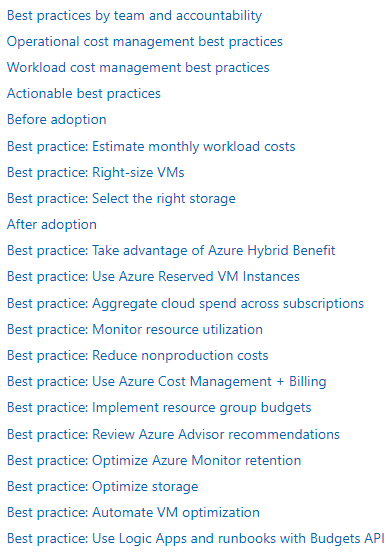 Best practices by team and accountability
Operational cost management best practices
Workload cost management best practices
Actionable best practices
Before adoption
Best practice: Estimate monthly workload costs
Best practice: Right-size VMs
Best practice: Select the right storage
After adoption
Best practice: Take advantage of Azure Hybrid Benefit
Best practice: Use Azure Reserved VM Instances
Best practice: Aggregate cloud spend across subscriptions
Best practice: Monitor resource utilization
Best practice: Reduce nonproduction costs
Best practice: Use Azure Cost Management + Billing
Best practice: Implement resource group budgets
Best practice: Review Azure Advisor recommendations
Best practice: Optimize Azure Monitor retention
Best practice: Optimize storage
Best practice: Automate VM optimization
Best practice: Use Logic Apps and runbooks with Budgets API